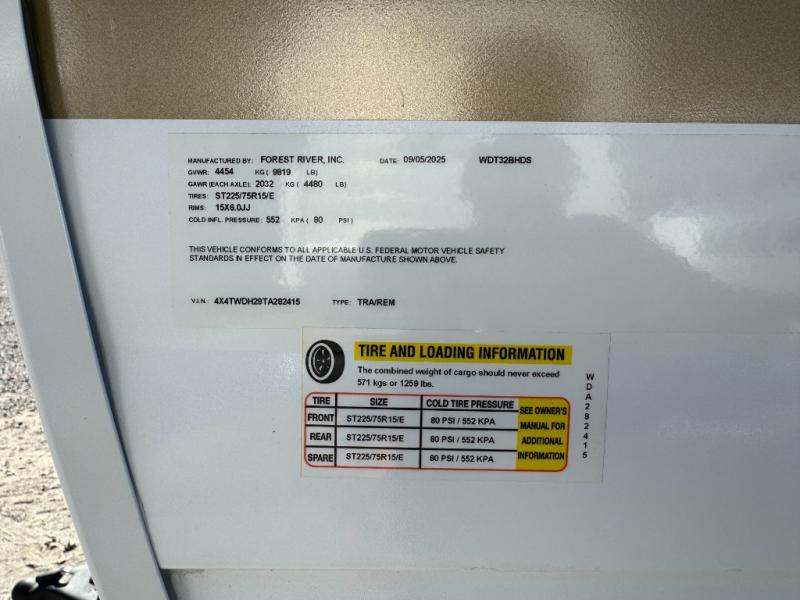 MANUFACTURED BY: FOREST RIVER, INC. DATE: 09/05/2025 WDT32BHDS
GVWR: 4454 KG ( 9819 LB)
GAWR (EACH AXLE): 2032 KG ( 4480 LB)
TIRES: ST225/75R15/E
RIMS: 15X6.0JJ
COLD INFL. PRESSURE: 552 KPA ( 80 PSI)
THIS VEHICLE CONFORMS TO ALL APPLICABLE U.S. FEDERAL MOTOR VEHICLE SAFETY
STANDARDS IN EFFECT ON THE DATE OF MANUFACTURE SHOWN ABOVE.
V.I.N.: 4X4TWDH29TA282415 TYPE: TRA/REM
TIRE AND LOADING INFORMATION
The combined weight of cargo should never exceed
571 kgs or 1259 lbs.
TIRE SIZE COLD TIRE PRESSURE SEE OWNER'S
FRONT ST225/75R15/E 80 PSI / 552 KPA MANUAL FOR
REAR ST225/75R15/E 80 PSI / 552 KPA ADDITIONAL
SPARE ST225/75R15/E 80 PSI / 552 KPA INFORMATION
WDA282415